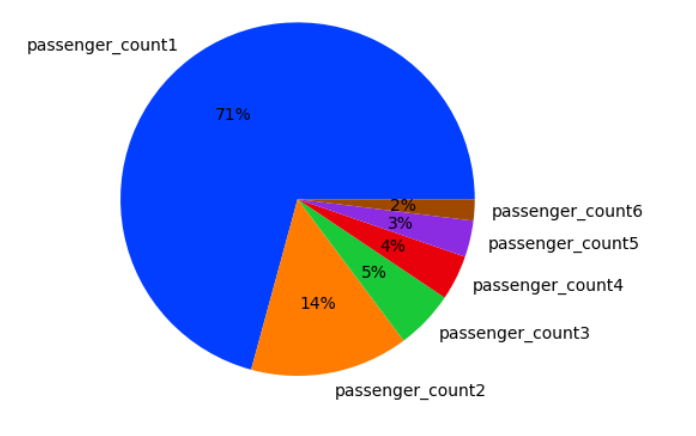 passenger_count1
71%
2%
passenger_count6
3%
passenger_count5
4%
5%
passenger_count4
14%
passenger_count3
passenger_count2